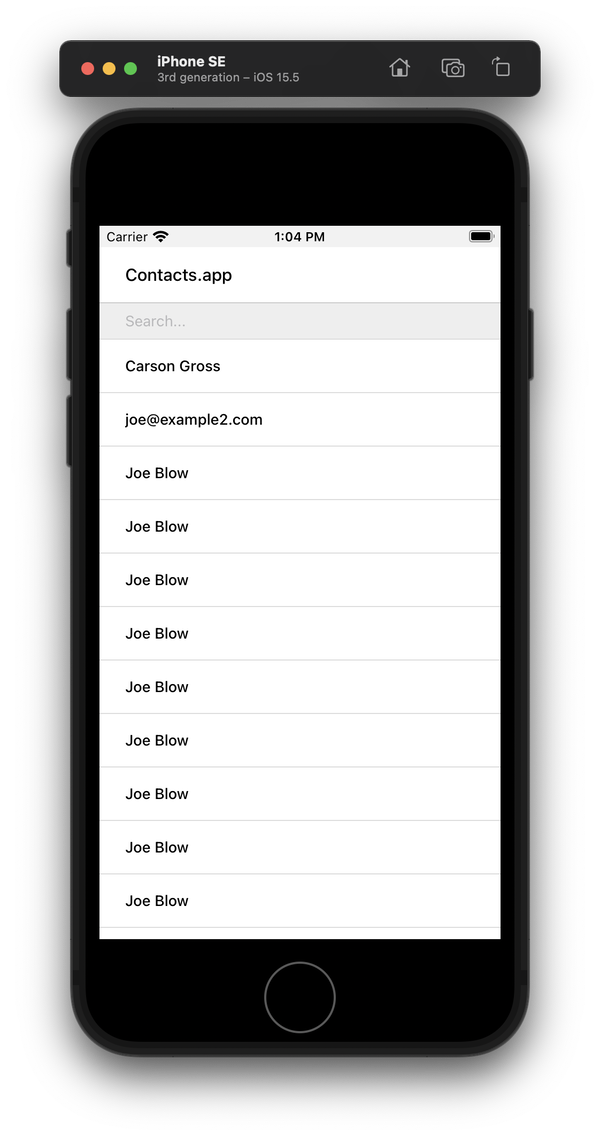 iPhone SE
3rd generation – iOS 15.5
Carrier 1:04 PM
Contacts.app
Search...
Carson Gross
joe@example2.com
Joe Blow
Joe Blow
Joe Blow
Joe Blow
Joe Blow
Joe Blow
Joe Blow
Joe Blow
Joe Blow